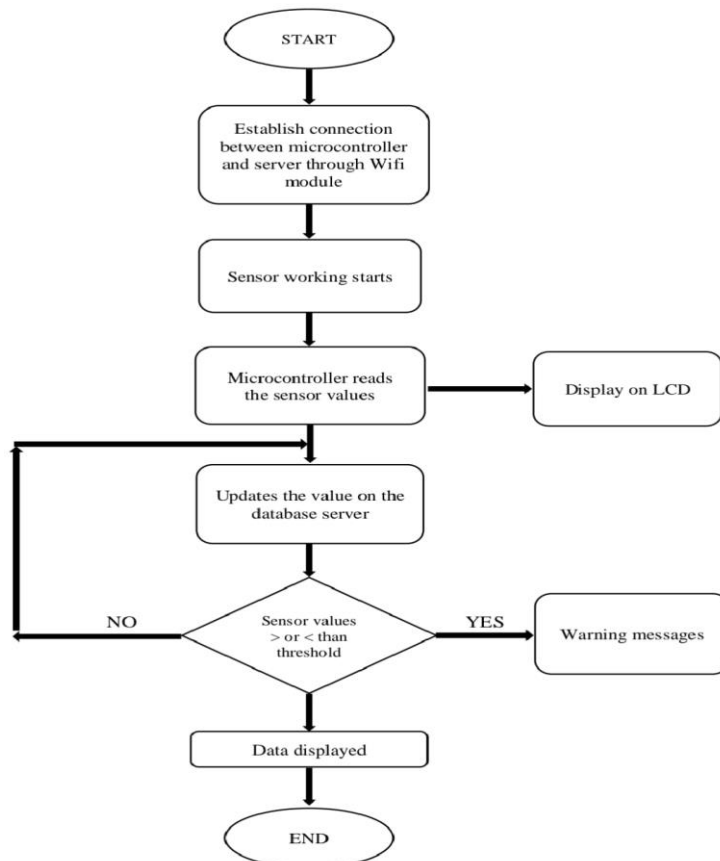 START
Establish connection
between microcontroller
and server through Wifi
module
Sensor working starts
Microcontroller reads
the sensor values
Display on LCD
Updates the value on the
database server
Sensor values
> or < than
threshold
NO
YES
Warning messages
Data displayed
END